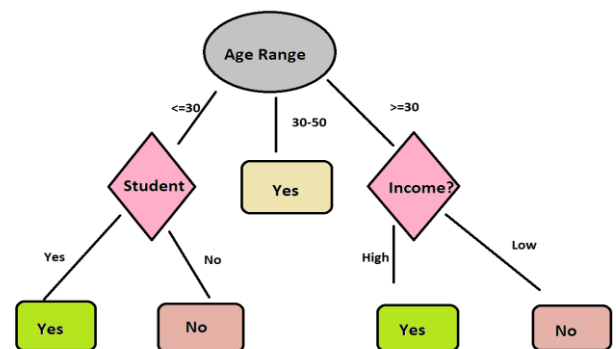 Age Range
<=30
30-50
>=30
Student
Yes
Income?
Yes
No
High
Low
Yes
No
Yes
No